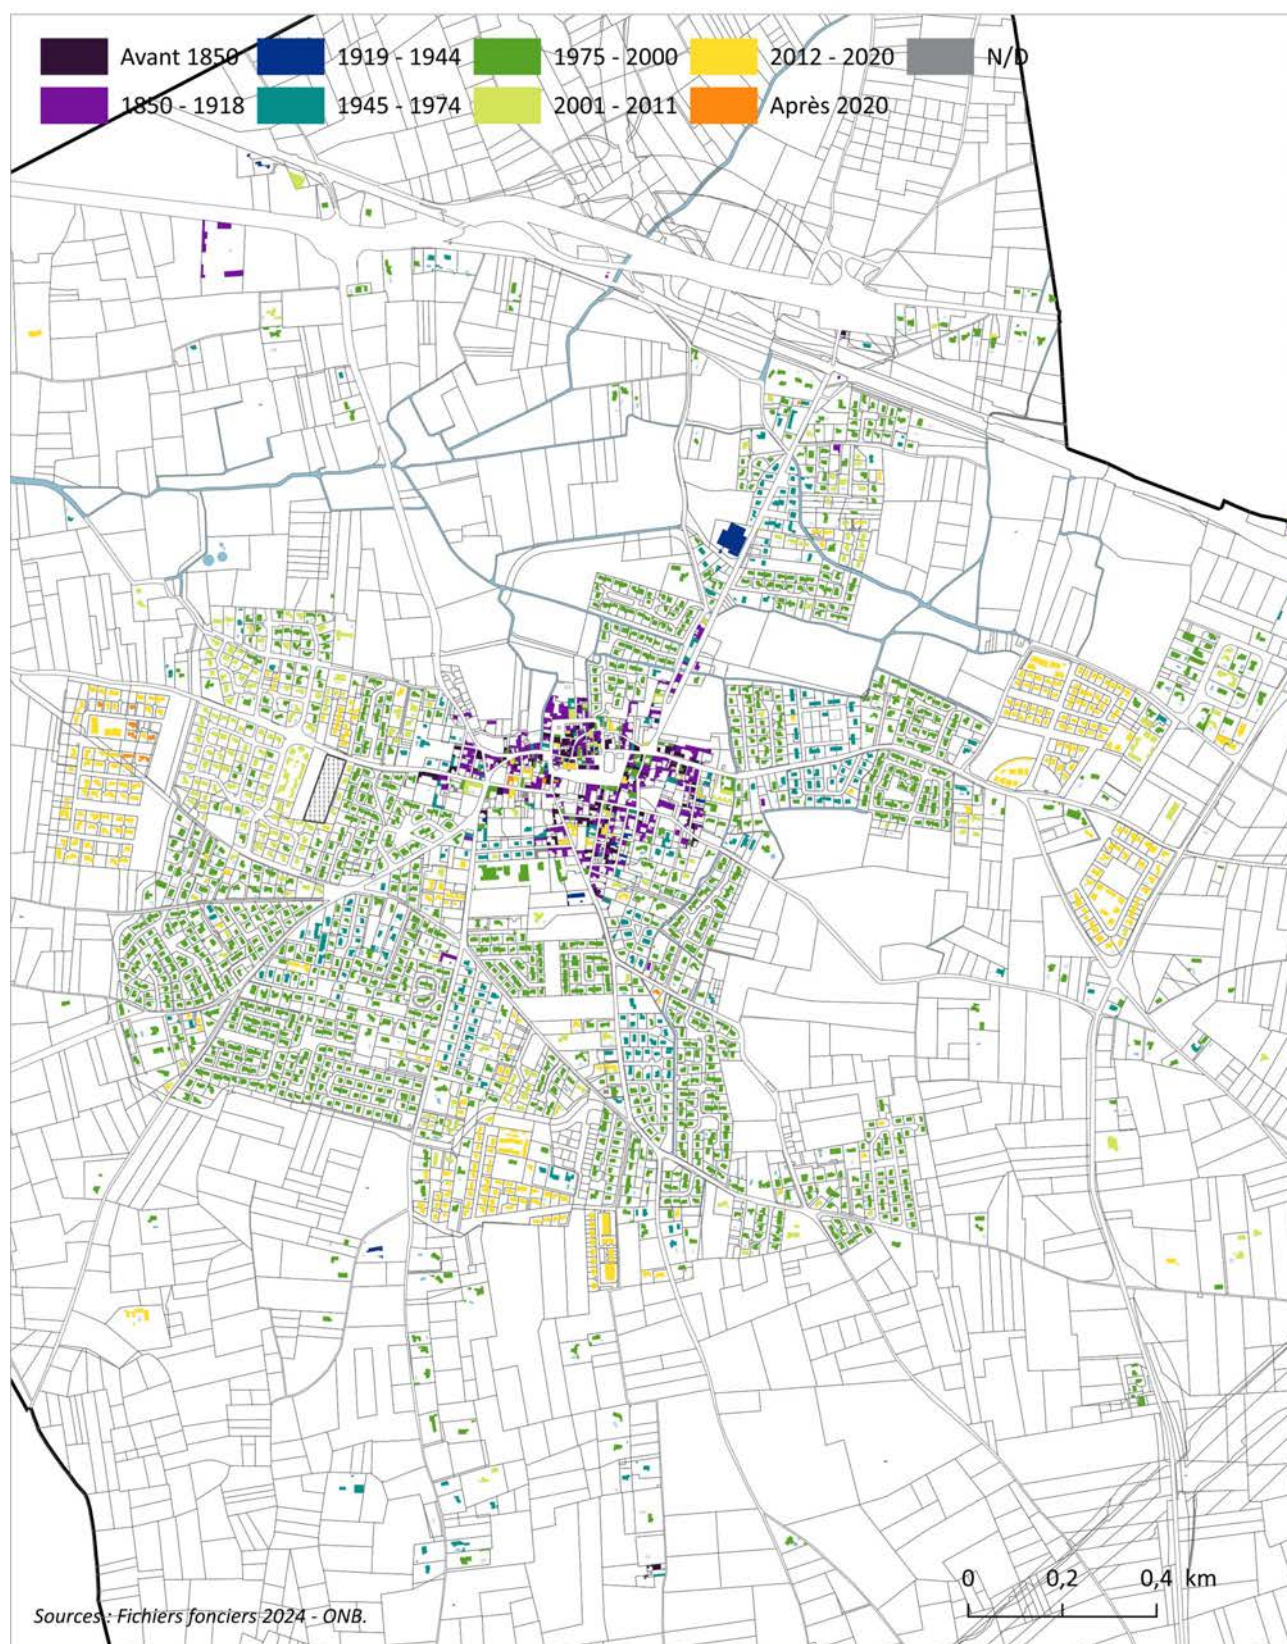 Avant 1850 1919 - 1944 1975 - 2000 2012 - 2020 N/D
1850 - 1918 1945 - 1974 2001 - 2011 Après 2020
0 0,2 0,4 km
Sources : Fichiers fonciers 2024 - ONB.